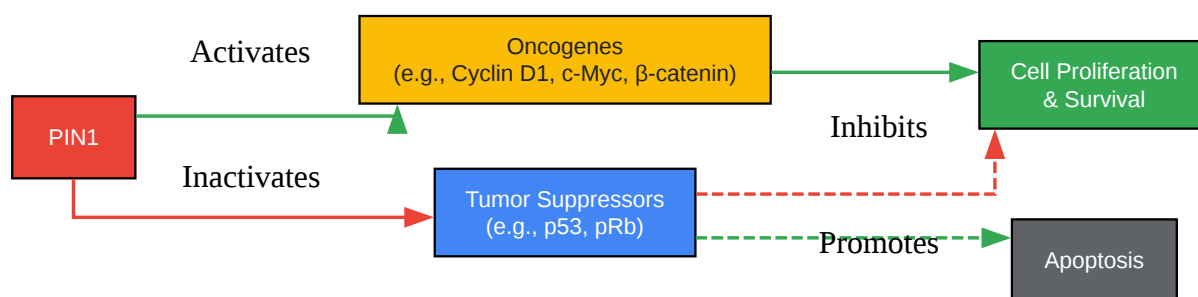 Activates
Oncogenes
(e.g., Cyclin D1, c-Myc, β-catenin)
Cell Proliferation
& Survival
PIN1
Inhibits
Inactivates
Tumor Suppressors
(e.g., p53, pRb)
Promotes
Apoptosis